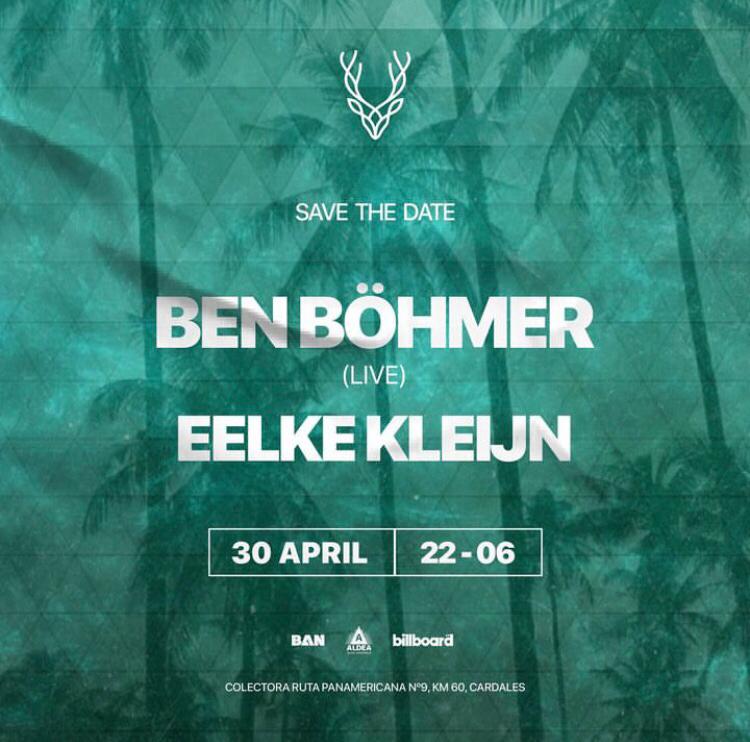 SAVE THE DATE
BEN BÖHMER
(LIVE)
EELKE KLEIJN
30 APRIL 22 - 06
BAN ALDEA billboard
COLECTORA RUTA PANAMERICANA Nº9, KM 60, CARDALES